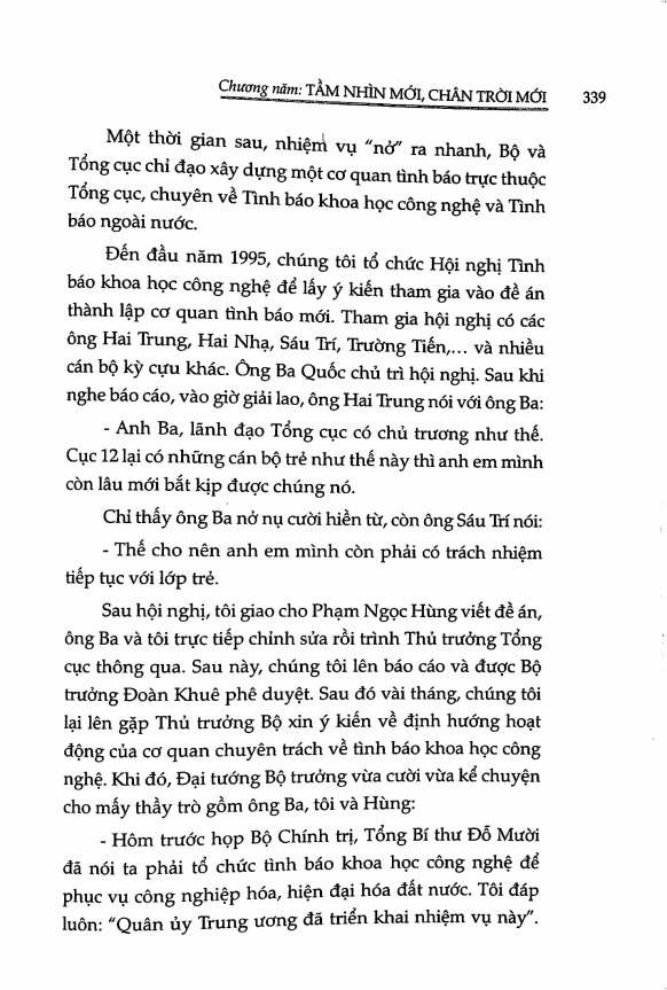 Chương năm: TẦM NHÌN MỚI, CHÂN TRỜI MỚI 339
Một thời gian sau, nhiệm vụ "nở" ra nhanh, Bộ và
Tổng cục chỉ đạo xây dựng một cơ quan tình báo trực thuộc
Tổng cục, chuyên về Tình báo khoa học công nghệ và Tình
báo ngoài nước.
Đến đầu năm 1995, chúng tôi tổ chức Hội nghị Tình
báo khoa học công nghệ để lấy ý kiến tham gia vào đề án
thành lập cơ quan tình báo mới. Tham gia hội nghị có các
ông Hai Trung, Hai Nhạ, Sáu Trí, Trường Tiến,... và nhiều
cán bộ kỳ cựu khác. Ông Ba Quốc chủ trì hội nghị. Sau khi
nghe báo cáo, vào giờ giải lao, ông Hai Trung nói với ông Ba:
- Anh Ba, lãnh đạo Tổng cục có chủ trương như thế.
Cục 12 lại có những cán bộ trẻ như thế này thì anh em mình
còn lâu mới bắt kịp được chúng nó.
Chỉ thấy ông Ba nở nụ cười hiền từ, còn ông Sáu Trí nói:
- Thế cho nên anh em mình còn phải có trách nhiệm
tiếp tục với lớp trẻ.
Sau hội nghị, tôi giao cho Phạm Ngọc Hùng viết đề án,
ông Ba và tôi trực tiếp chỉnh sửa rồi trình Thủ trưởng Tổng
cục thông qua. Sau này, chúng tôi lên báo cáo và được Bộ
trưởng Đoàn Khuê phê duyệt. Sau đó vài tháng, chúng tôi
lại lên gặp Thủ trưởng Bộ xin ý kiến về định hướng hoạt
động của cơ quan chuyên trách về tình báo khoa học công
nghệ. Khi đó, Đại tướng Bộ trưởng vừa cười vừa kể chuyện
cho mấy thầy trò gồm ông Ba, tôi và Hùng:
- Hôm trước họp Bộ Chính trị, Tổng Bí thư Đỗ Mười
đã nói ta phải tổ chức tình báo khoa học công nghệ để
phục vụ công nghiệp hóa, hiện đại hóa đất nước. Tôi đáp
luôn: "Quân ủy Trung ương đã triển khai nhiệm vụ này".